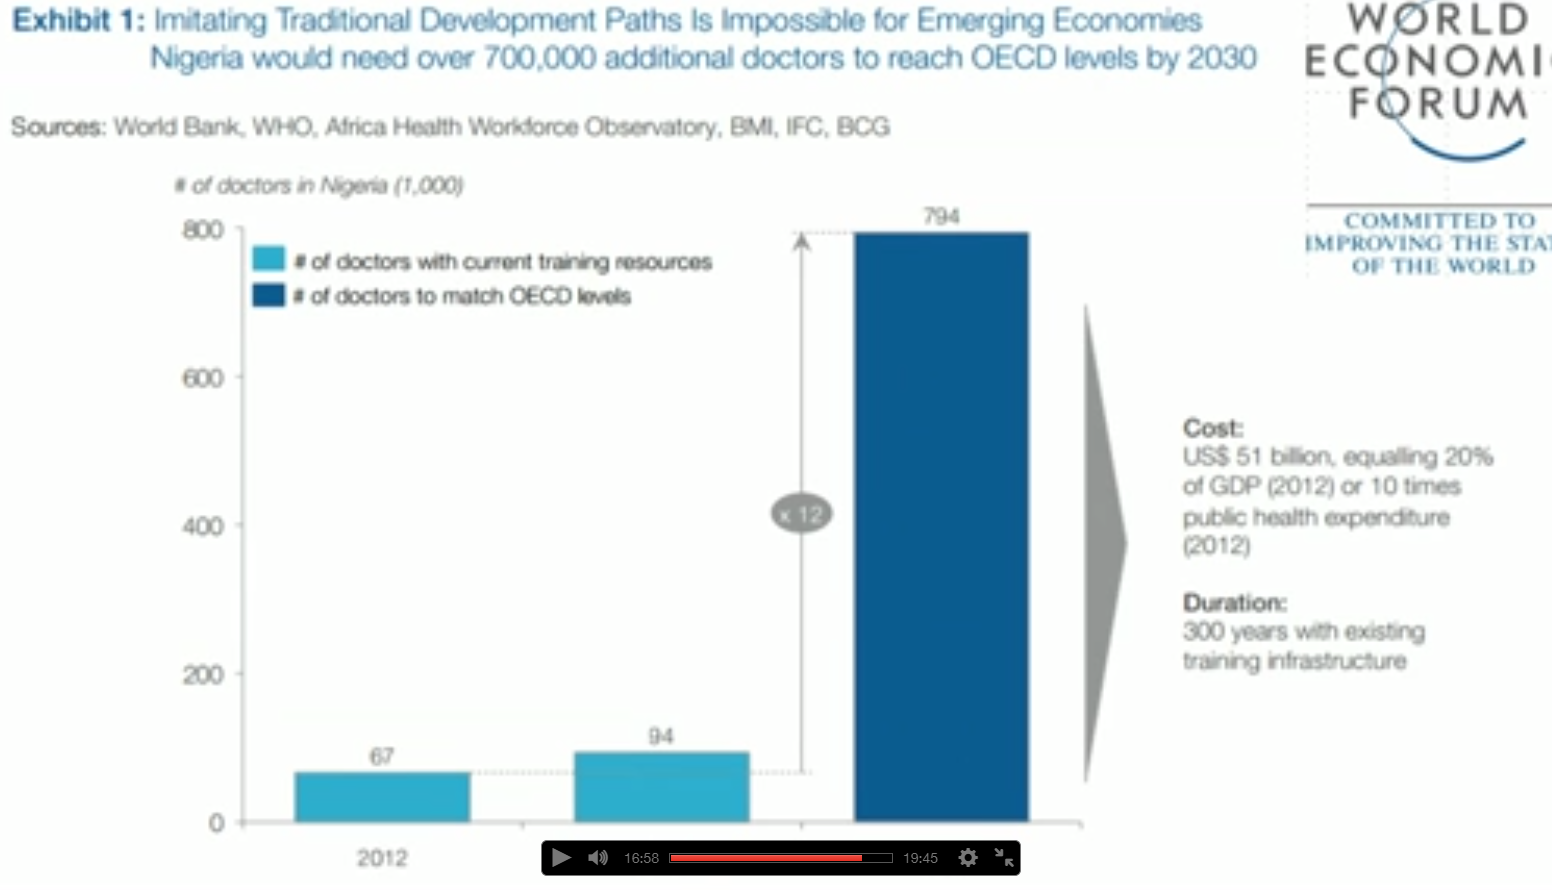 Exhibit 1: Imitating Traditional Development Paths Is Impossible for Emerging Economies
Nigeria would need over 700,000 additional doctors to reach OECD levels by 2030
WORLD
ECONOMI
FORUM
COMMITTED TO
IMPROVING THE STAT
OF THE WORLD
Sources: World Bank, WHO, Africa Health Workforce Observatory, BMI, IFC, BCG
# of doctors in Nigeria (1,000)
800
600
400
200
0
# of doctors with current training resources
# of doctors to match OECD levels
67
94
794
x 12
2012
Cost:
US$ 51 billion, equalling 20%
of GDP (2012) or 10 times
public health expenditure
(2012)
Duration:
300 years with existing
training infrastructure
16:58
19:45